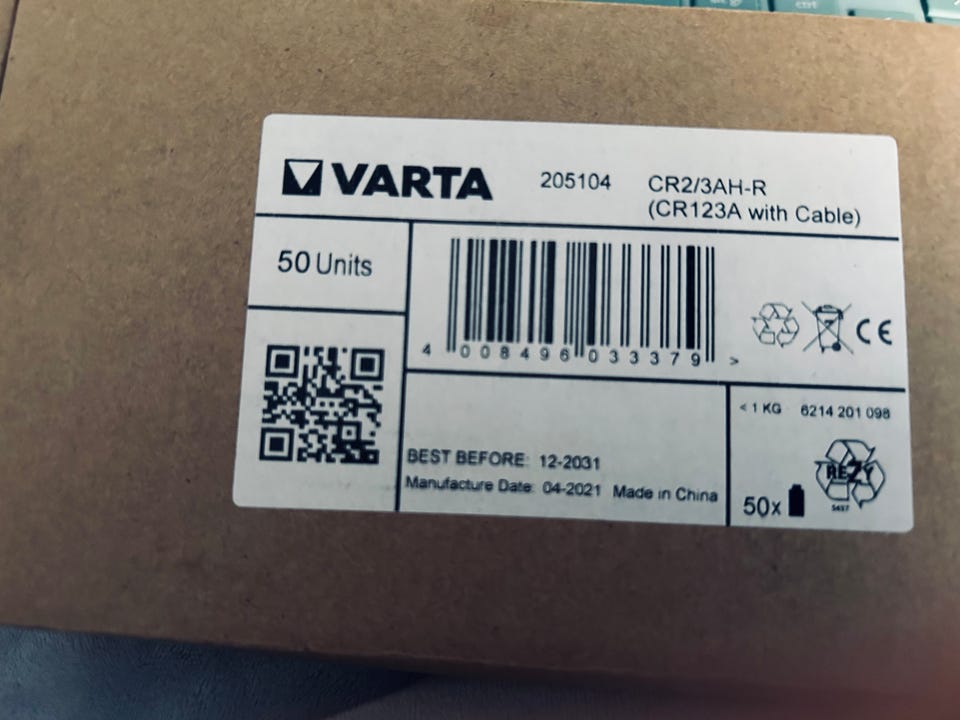 VARTA 205104 CR2/3AH-R
(CR123A with Cable)
50 Units
4 008496 033379 >
CE
< 1 KG 6214 201 098
BEST BEFORE: 12-2031
Manufacture Date: 04-2021 Made in China
REZY
50x
5457